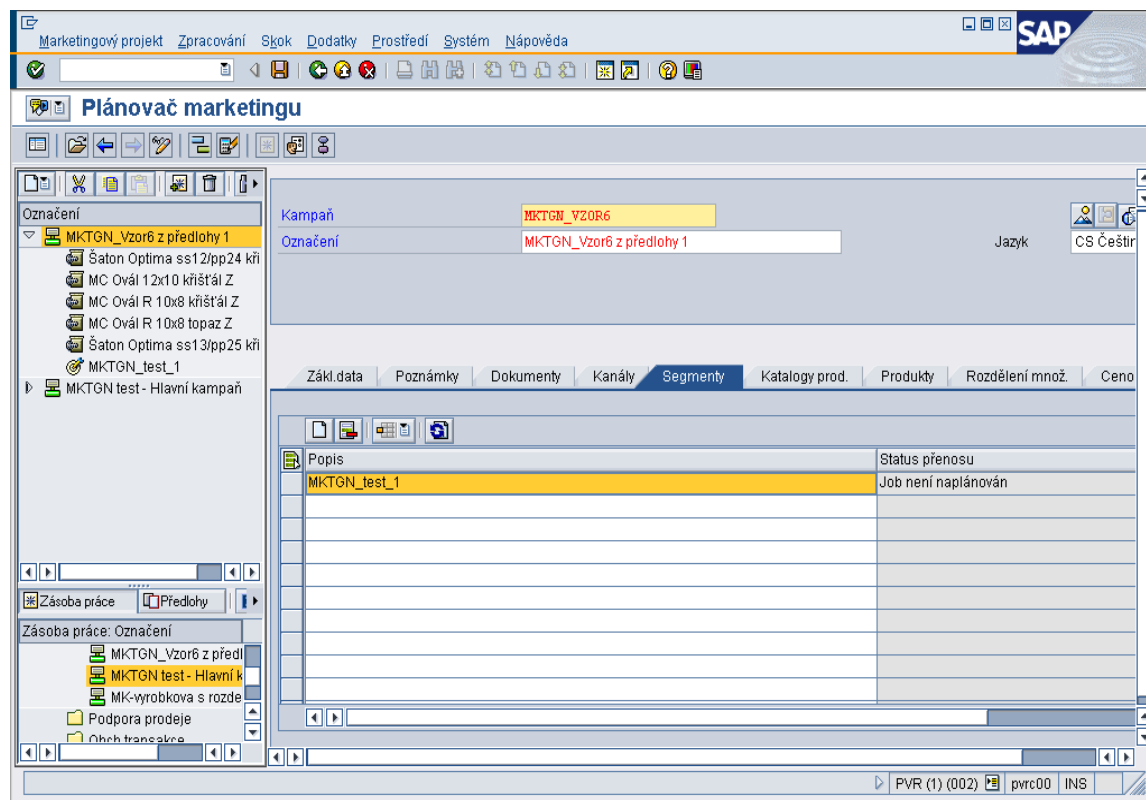 Marketingový projekt Zpracování Skok Dodatky Prostředí Systém Nápověda
SAP
Plánovač marketingu
Označení
MKTGN_Vzor6 z předlohy 1
Šaton Optima ss12/pp24 kři
MC Ovál 12x10 křišťál Z
MC Ovál R 10x8 křišťál Z
MC Ovál R 10x8 topaz Z
Šaton Optima ss13/pp25 kři
MKTGN_test_1
MKTGN test - Hlavní kampaň
Kampaň MKTGN_VZOR6
Označení MKTGN_Vzor6 z předlohy 1 Jazyk CS Češtin
Zákl.data Poznámky Dokumenty Kanály Segmenty Katalogy prod. Produkty Rozdělení množ. Ceno
Popis Status přenosu
MKTGN_test_1 Job není naplánován
Zásoba práce Předlohy
Zásoba práce: Označení
MKTGN_Vzor6 z předl
MKTGN test - Hlavní k
MK-vyrobkova s rozde
Podpora prodeje
Obch.transakce
PVR (1) (002) pvrc00 INS